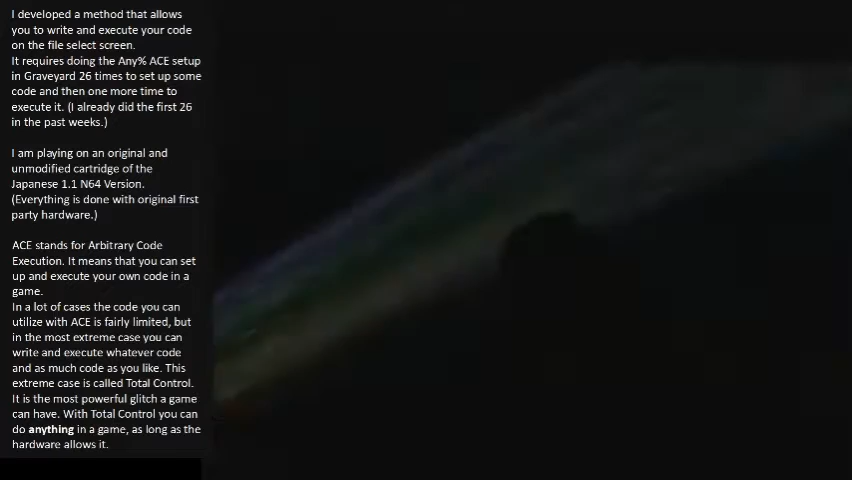 I developed a method that allows
you to write and execute your code
on the file select screen.
It requires doing the Any% ACE setup
in Graveyard 26 times to set up some
code and then one more time to
execute it. (I already did the first 26
in the past weeks.)
I am playing on an original and
unmodified cartridge of the
Japanese 1.1 N64 Version.
(Everything is done with original first
party hardware.)
ACE stands for Arbitrary Code
Execution. It means that you can set
up and execute your own code in a
game.
In a lot of cases the code you can
utilize with ACE is fairly limited, but
in the most extreme case you can
write and execute whatever code
and as much code as you like. This
extreme case is called Total Control.
It is the most powerful glitch a game
can have. With Total Control you can
do anything in a game, as long as the
hardware allows it.